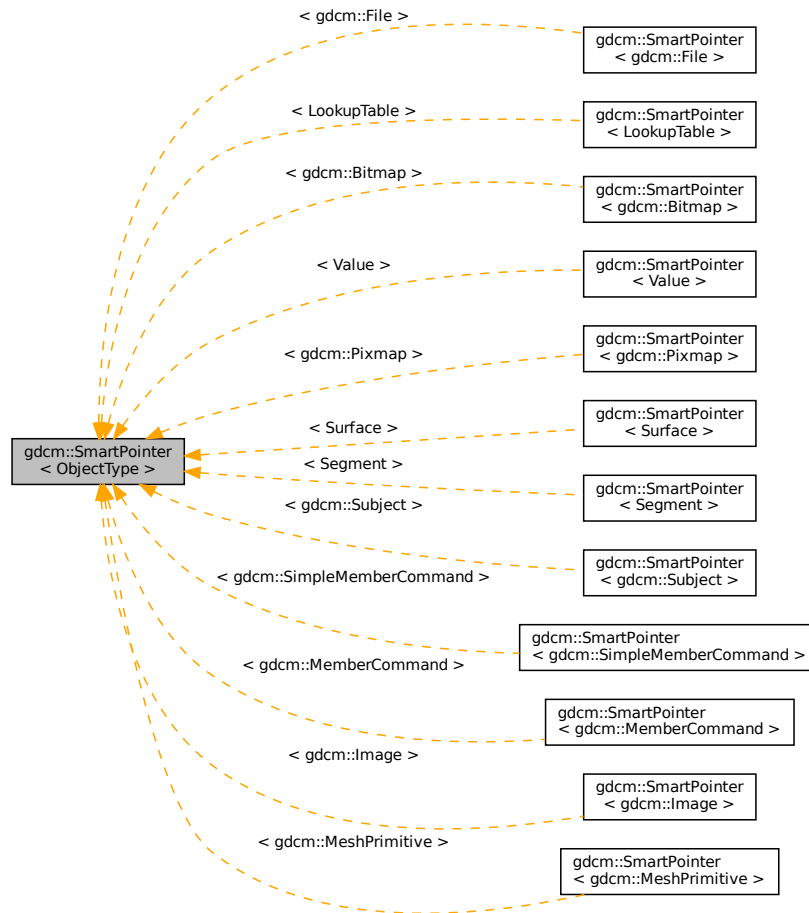 < gdcm::File >
gdcm::SmartPointer
< gdcm::File >
< LookupTable >
gdcm::SmartPointer
< LookupTable >
< gdcm::Bitmap >
gdcm::SmartPointer
< gdcm::Bitmap >
< Value >
gdcm::SmartPointer
< Value >
< gdcm::Pixmap >
gdcm::SmartPointer
< gdcm::Pixmap >
< Surface >
gdcm::SmartPointer
< Surface >
gdcm::SmartPointer
< ObjectType >
< Segment >
gdcm::SmartPointer
< Segment >
< gdcm::Subject >
gdcm::SmartPointer
< gdcm::Subject >
< gdcm::SimpleMemberCommand >
gdcm::SmartPointer
< gdcm::SimpleMemberCommand >
< gdcm::MemberCommand >
gdcm::SmartPointer
< gdcm::MemberCommand >
< gdcm::Image >
gdcm::SmartPointer
< gdcm::Image >
< gdcm::MeshPrimitive >
gdcm::SmartPointer
< gdcm::MeshPrimitive >